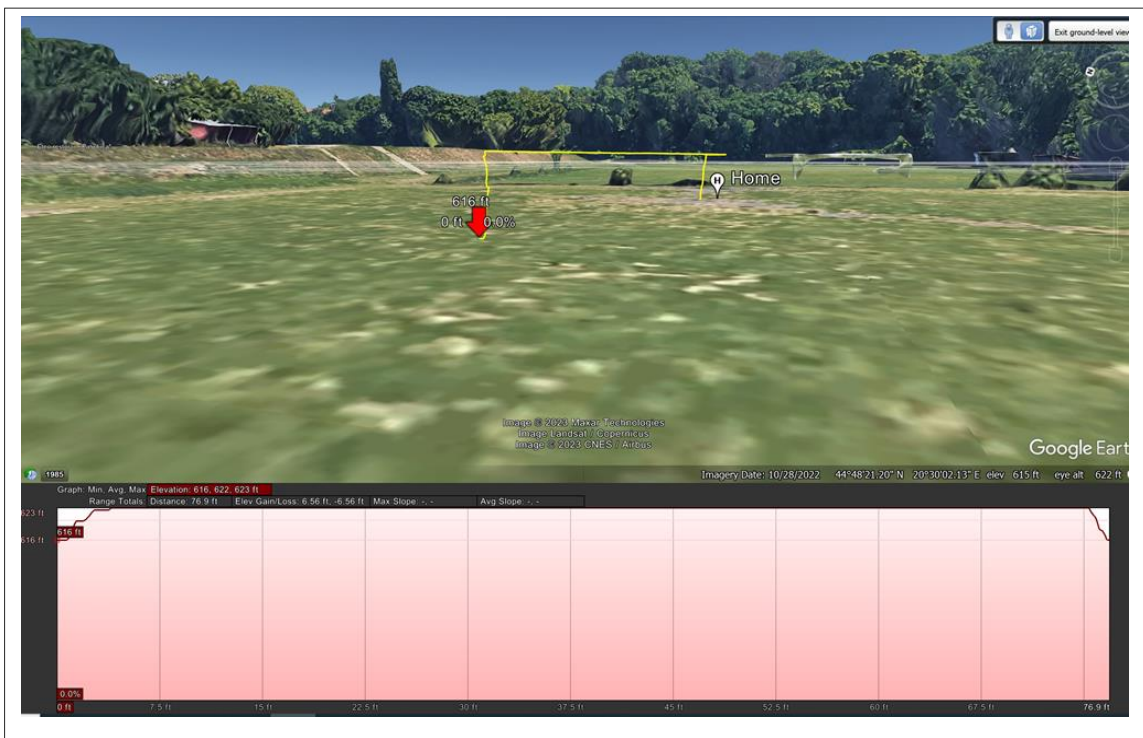 Exit ground-level view
Home
616 ft
0 ft
0.0%
Image © 2023 Maxar Technologies
Image Landsat / Copernicus
Image © 2023 CNES / Airbus
Google Eart
1985
Imagery Date: 10/28/2022 44°48'21.20" N 20°30'02.13" E elev 615 ft eye alt 622 ft
Graph: Min, Avg, Max Elevation: 616, 622, 623 ft
Range Totals: Distance: 76.9 ft Elev Gain/Loss: 6.56 ft, -6.56 ft Max Slope: -, - Avg Slope: -, -
623 ft
616 ft
616 ft
0.0%
0 ft 7.5 ft 15 ft 22.5 ft 30 ft 37.5 ft 45 ft 52.5 ft 60 ft 67.5 ft 76.9 ft